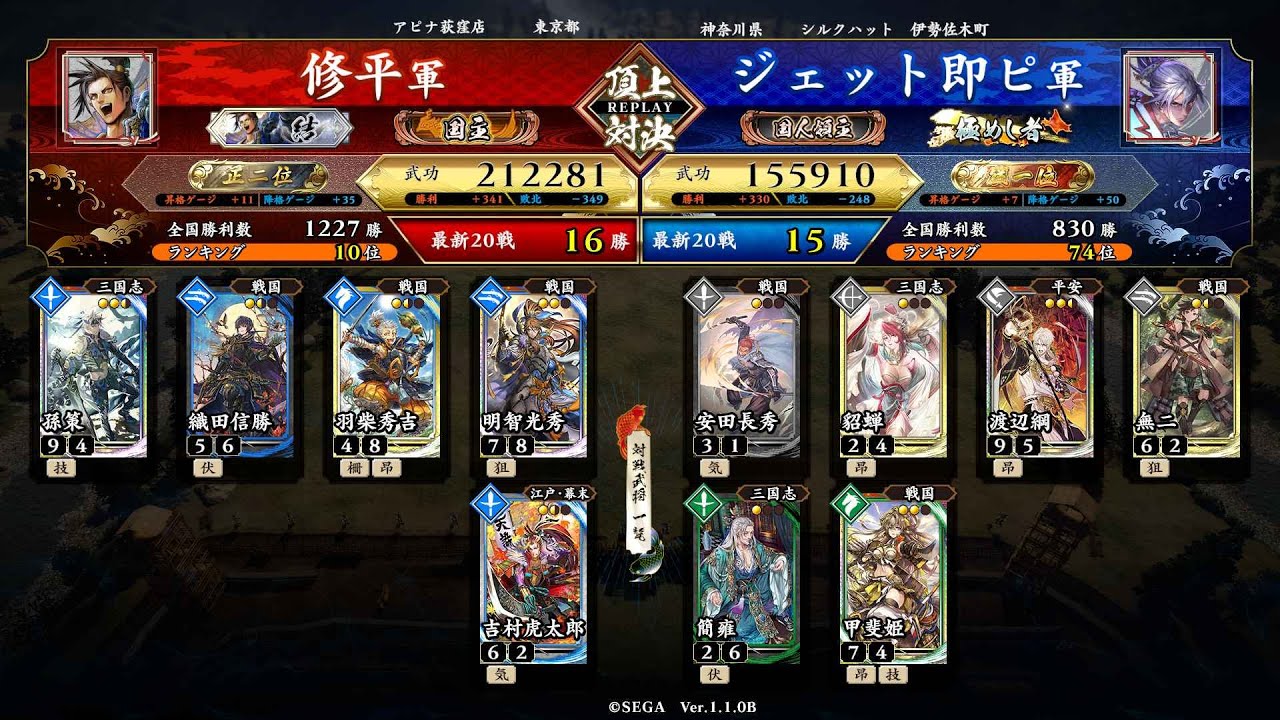 アピナ荻窪店 東京都 神奈川県 シルクハット 伊勢佐木町
修平軍 頂上 ジェット即ピ軍
REPLAY
対決
国主 国人領主 極めし者
正二位 武功 212281 武功 155910
昇格ゲージ +11 降格ゲージ +35 勝利 +341 敗北 -349 勝利 +330 敗北 -248 昇格ゲージ +7 降格ゲージ +50
全国勝利数 1227勝 最新20戦 16勝 最新20戦 15勝 全国勝利数 830勝
ランキング 10位 ランキング 74位
三国志 戦国 戦国 戦国 戦国 三国志 平安 戦国
孫策 織田信勝 羽柴秀吉 明智光秀 安田長秀 貂蝉 渡辺綱 無二
9 4 5 6 4 8 7 8 3 1 2 4 9 5 6 2
技 伏 柵 昂 狙 気 昂 昂 狙
対戦武将一覧
江戸・幕末 三国志 戦国
吉村虎太郎 簡雍 甲斐姫
6 2 2 6 7 4
気 伏 昂 技
©SEGA Ver.1.1.0B